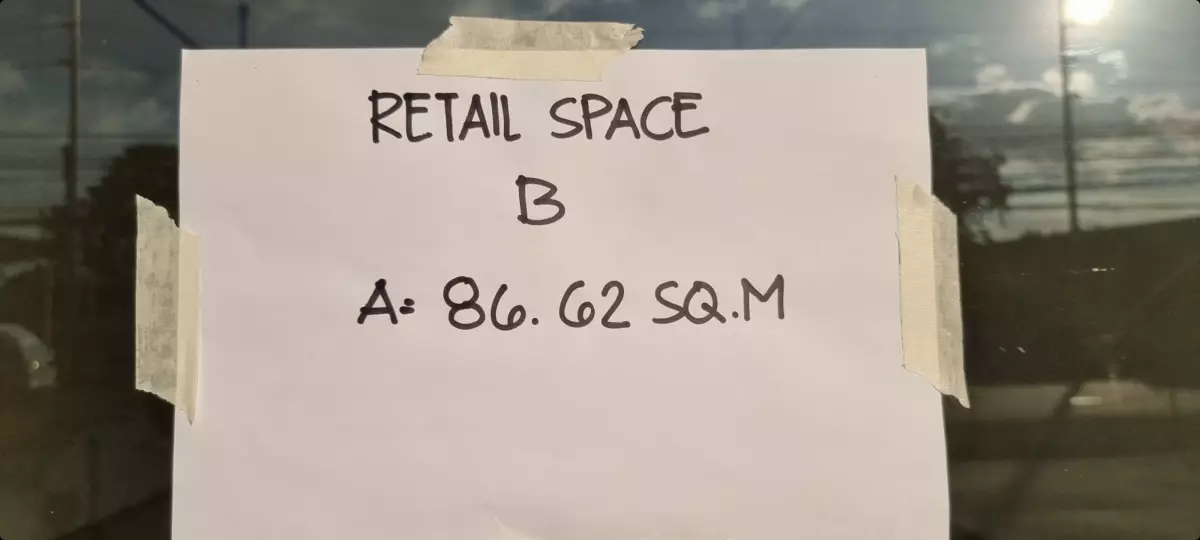 RETAIL SPACE
B
A= 86.62 SQ.M